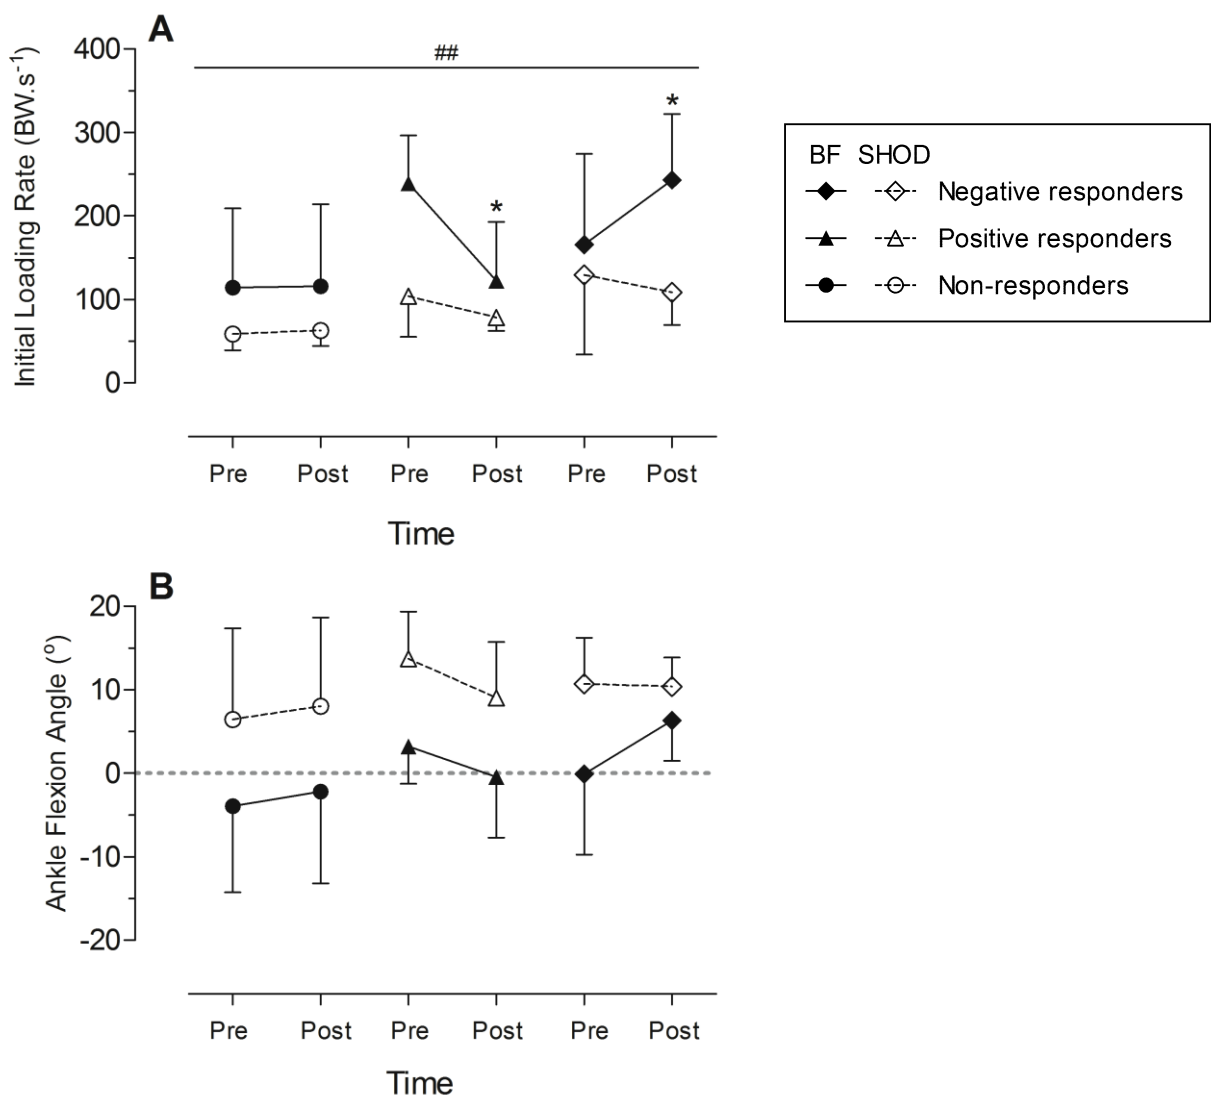 A
Initial Loading Rate (BW.s⁻¹)
400
300
200
100
0
##
*
*
Pre Post Pre Post Pre Post
Time
BF SHOD
Negative responders
Positive responders
Non-responders
B
Ankle Flexion Angle (º)
20
10
0
-10
-20
Pre Post Pre Post Pre Post
Time